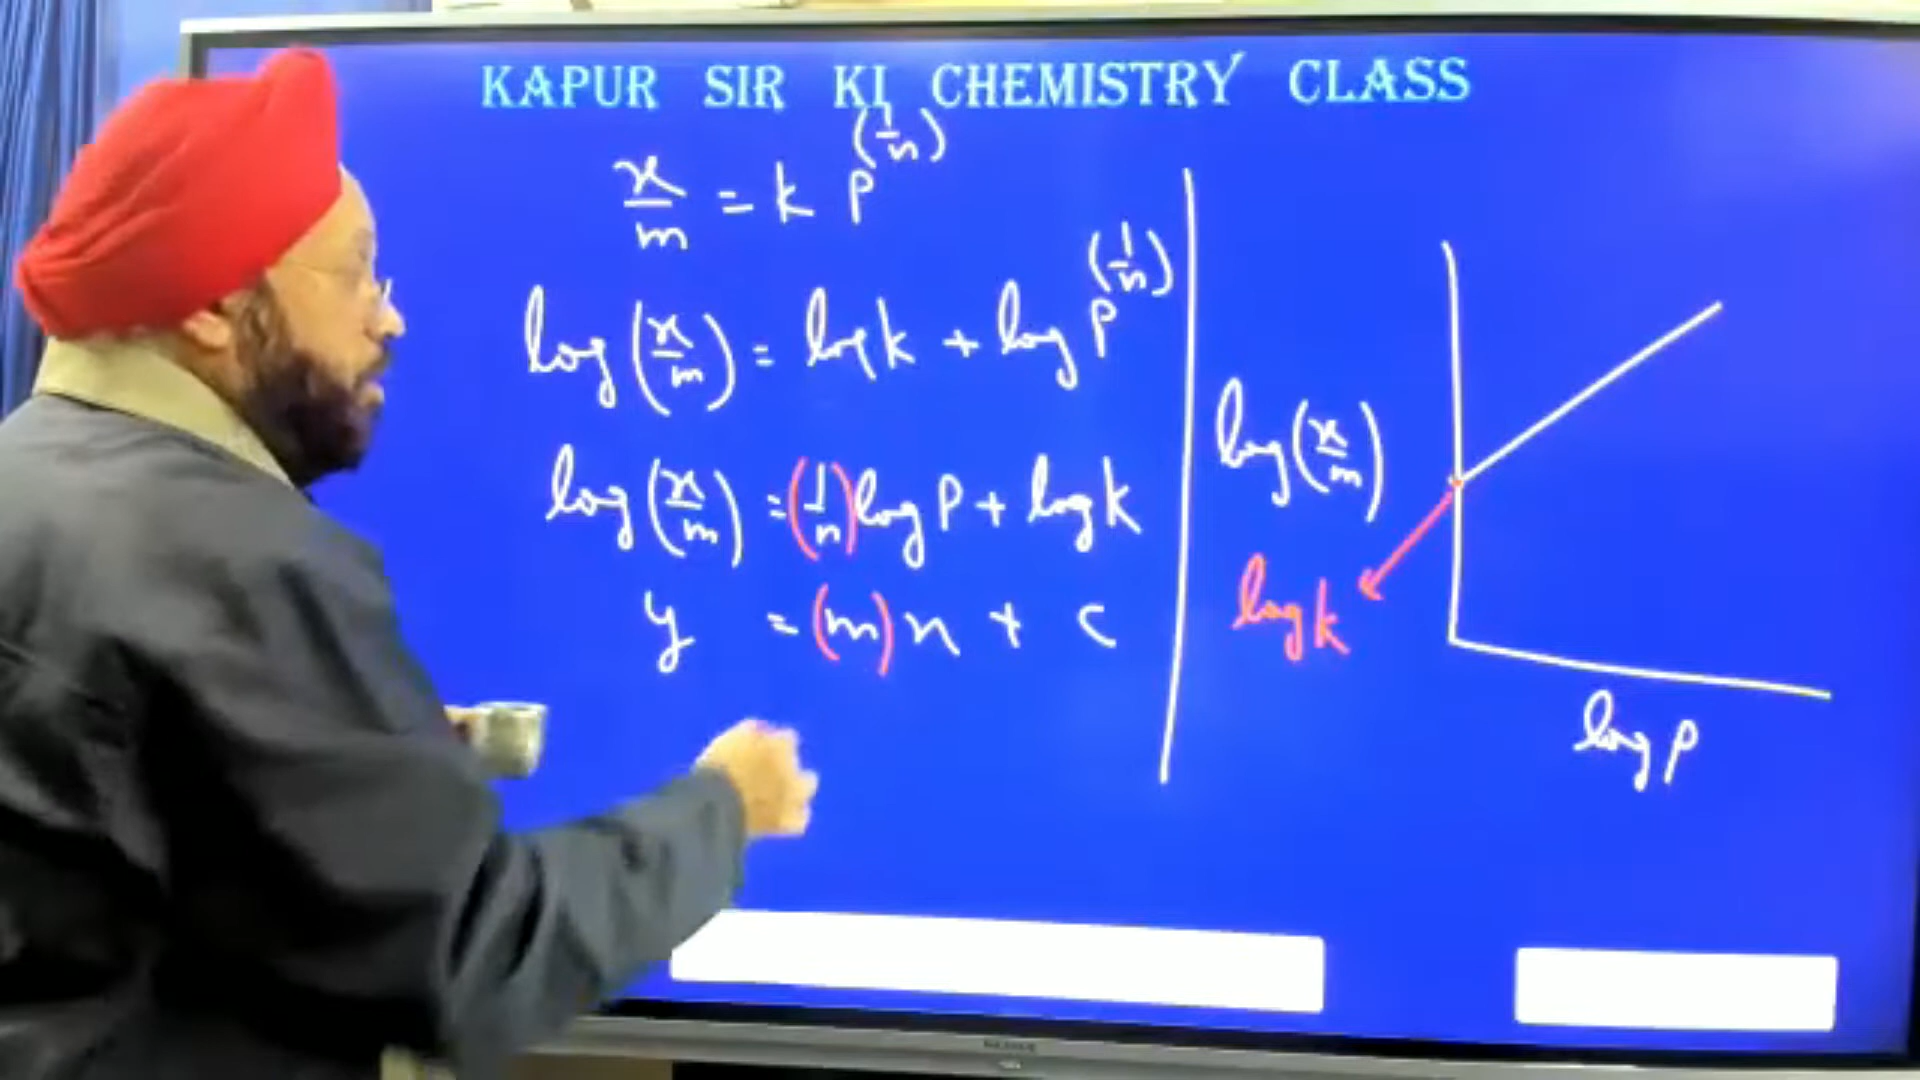 KAPUR SIR KI CHEMISTRY CLASS
x/m = k p^(1/n)
log (x/m) = log k + log p^(1/n)
log (x/m) = (1/n) log p + log k
y = (m) x + c
log (x/m)
log k
log p